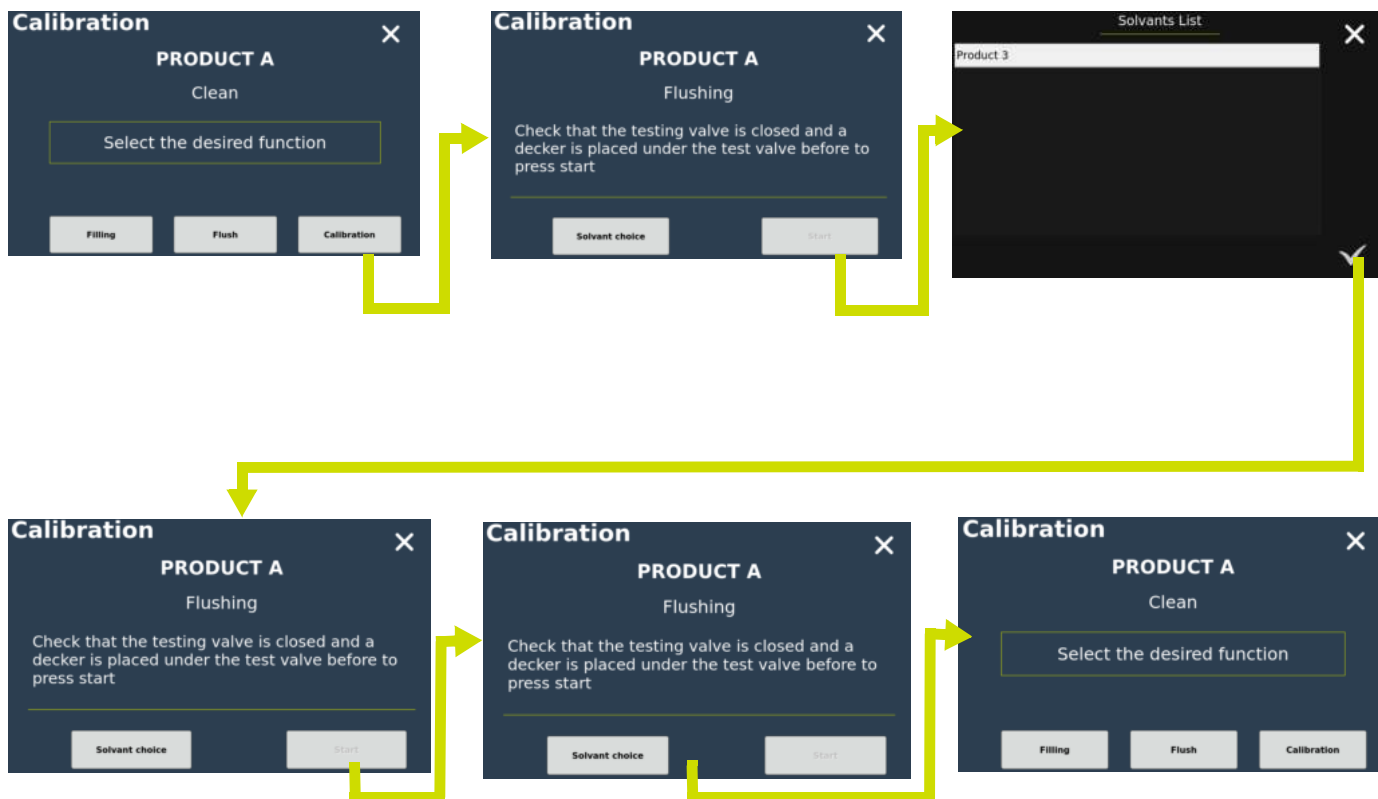 Calibration
PRODUCT A
Clean
Select the desired function
Filling
Flush
Calibration
Calibration
PRODUCT A
Flushing
Check that the testing valve is closed and a
decker is placed under the test valve before to
press start
Solvant choice
Start
Solvants List
Product 3
Calibration
PRODUCT A
Flushing
Check that the testing valve is closed and a
decker is placed under the test valve before to
press start
Solvant choice
Start
Calibration
PRODUCT A
Flushing
Check that the testing valve is closed and a
decker is placed under the test valve before to
press start
Solvant choice
Start
Calibration
PRODUCT A
Clean
Select the desired function
Filling
Flush
Calibration